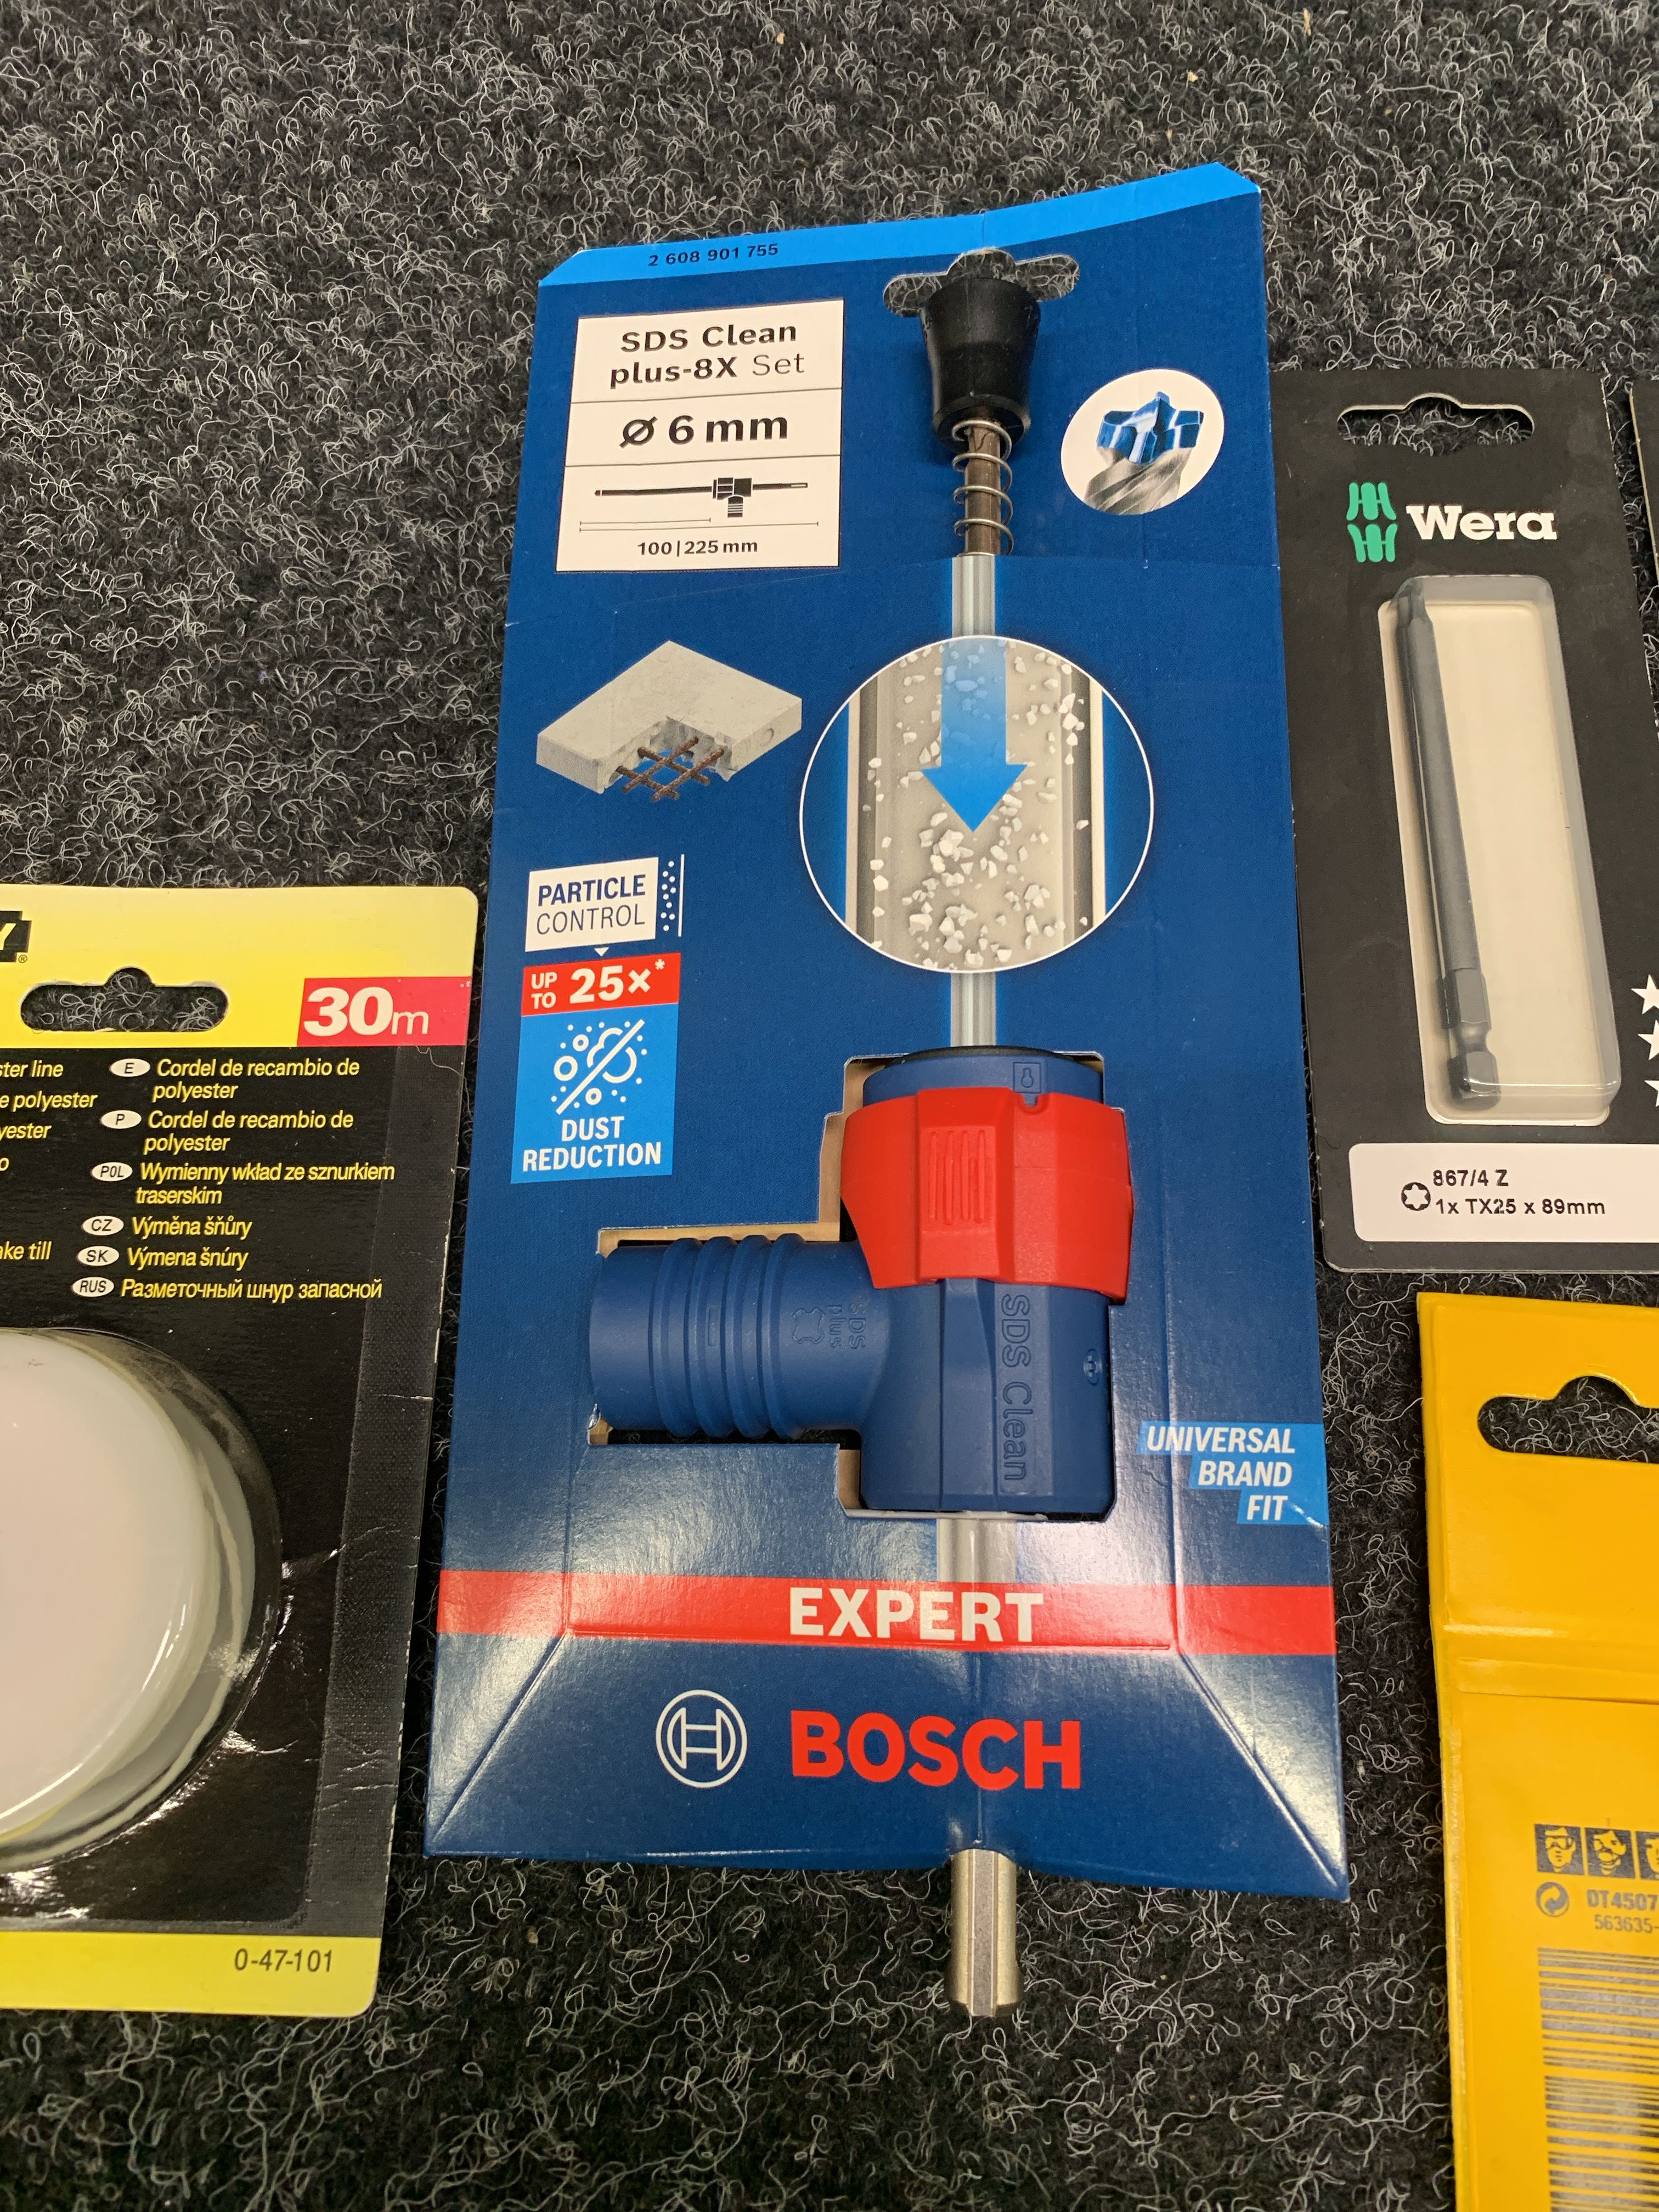 2 608 901 755
SDS Clean
plus-8X Set
Ø 6 mm
100|225 mm
PARTICLE
CONTROL
UP
TO 25x*
DUST
REDUCTION
SDS
plus
SDS Clean
UNIVERSAL
BRAND
FIT
EXPERT
BOSCH
Wera
867/4 Z
1x TX25 x 89mm
30m
line
polyester
E Cordel de recambio de
polyester
P Cordel de recambio de
polyester
POL Wymienny wkład ze sznurkiem
traserskim
CZ Výměna šňůry
till
SK Výmena šnúry
RUS Разметочный шнур запасной
0-47-101
DT4507
563635-